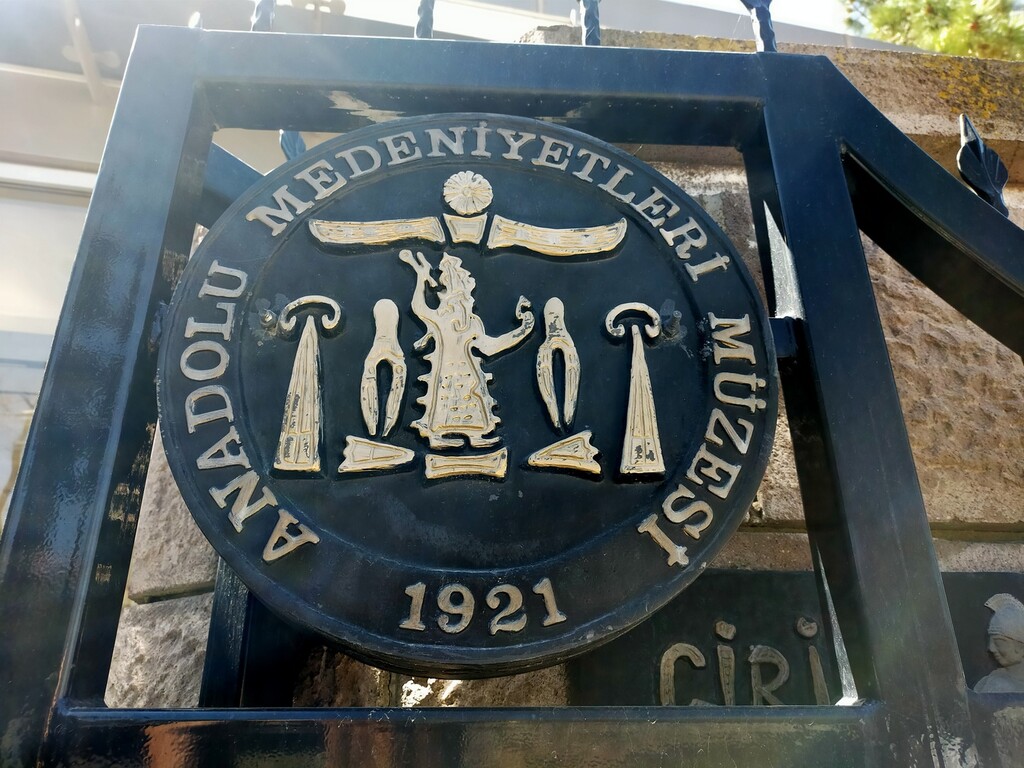 ANADOLU MEDENİYETLERİ MÜZESİ
1921
GİRİ